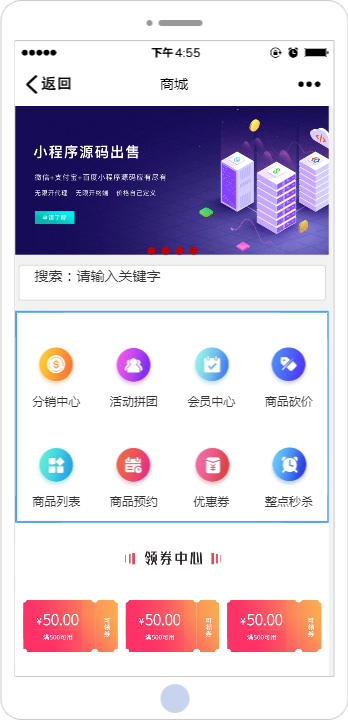 下午4:55
返回
商城
小程序源码出售
微信+支付宝+百度小程序源码应有尽有
无限开代理 无限开终端 价格自己定义
申请了解
搜索：请输入关键字
分销中心 活动拼团 会员中心 商品砍价
商品列表 商品预约 优惠券 整点秒杀
领券中心
¥50.00 可领券 ¥50.00 可领券 ¥50.00 可领券
满500可用 满500可用 满500可用